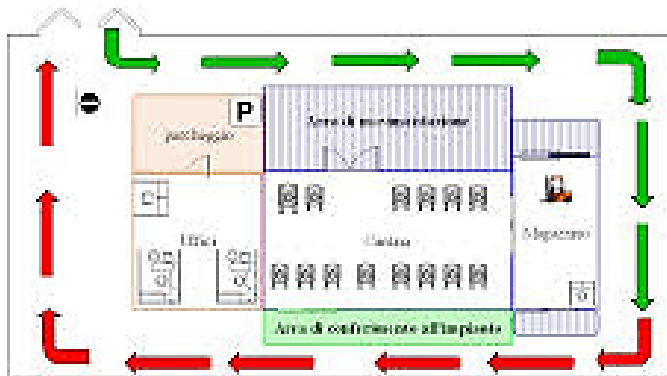 P
parcheggio
Area di movimentazione
Uffici
Cantina
Magazzino
Area di conferimento all'impianto